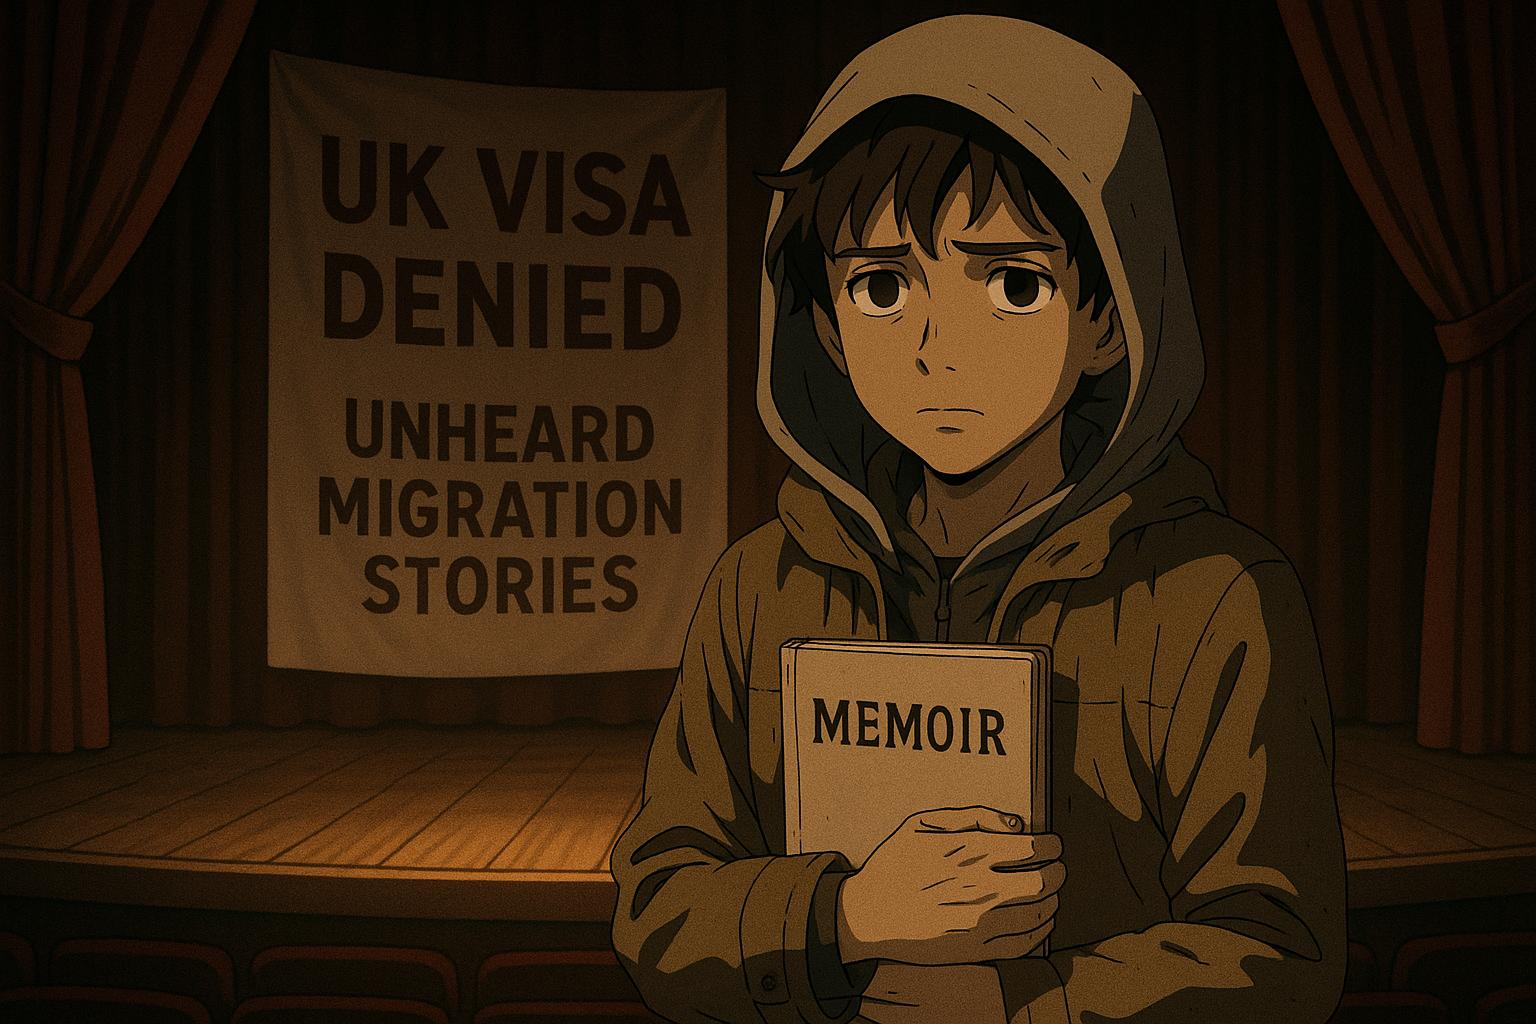 UK VISA
DENIED
UNHEARD
MIGRATION
STORIES
MEMOIR